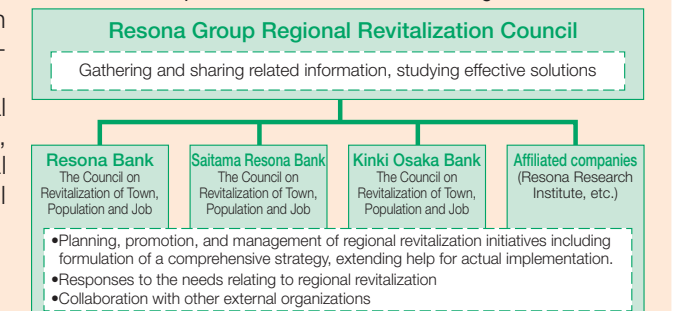 Resona Group Regional Revitalization Council
Gathering and sharing related information, studying effective solutions
Resona Bank
The Council on
Revitalization of Town,
Population and Job
Saitama Resona Bank
The Council on
Revitalization of Town,
Population and Job
Kinki Osaka Bank
The Council on
Revitalization of Town,
Population and Job
Affiliated companies
(Resona Research
Institute, etc.)
•Planning, promotion, and management of regional revitalization initiatives including
formulation of a comprehensive strategy, extending help for actual implementation.
•Responses to the needs relating to regional revitalization
•Collaboration with other external organizations